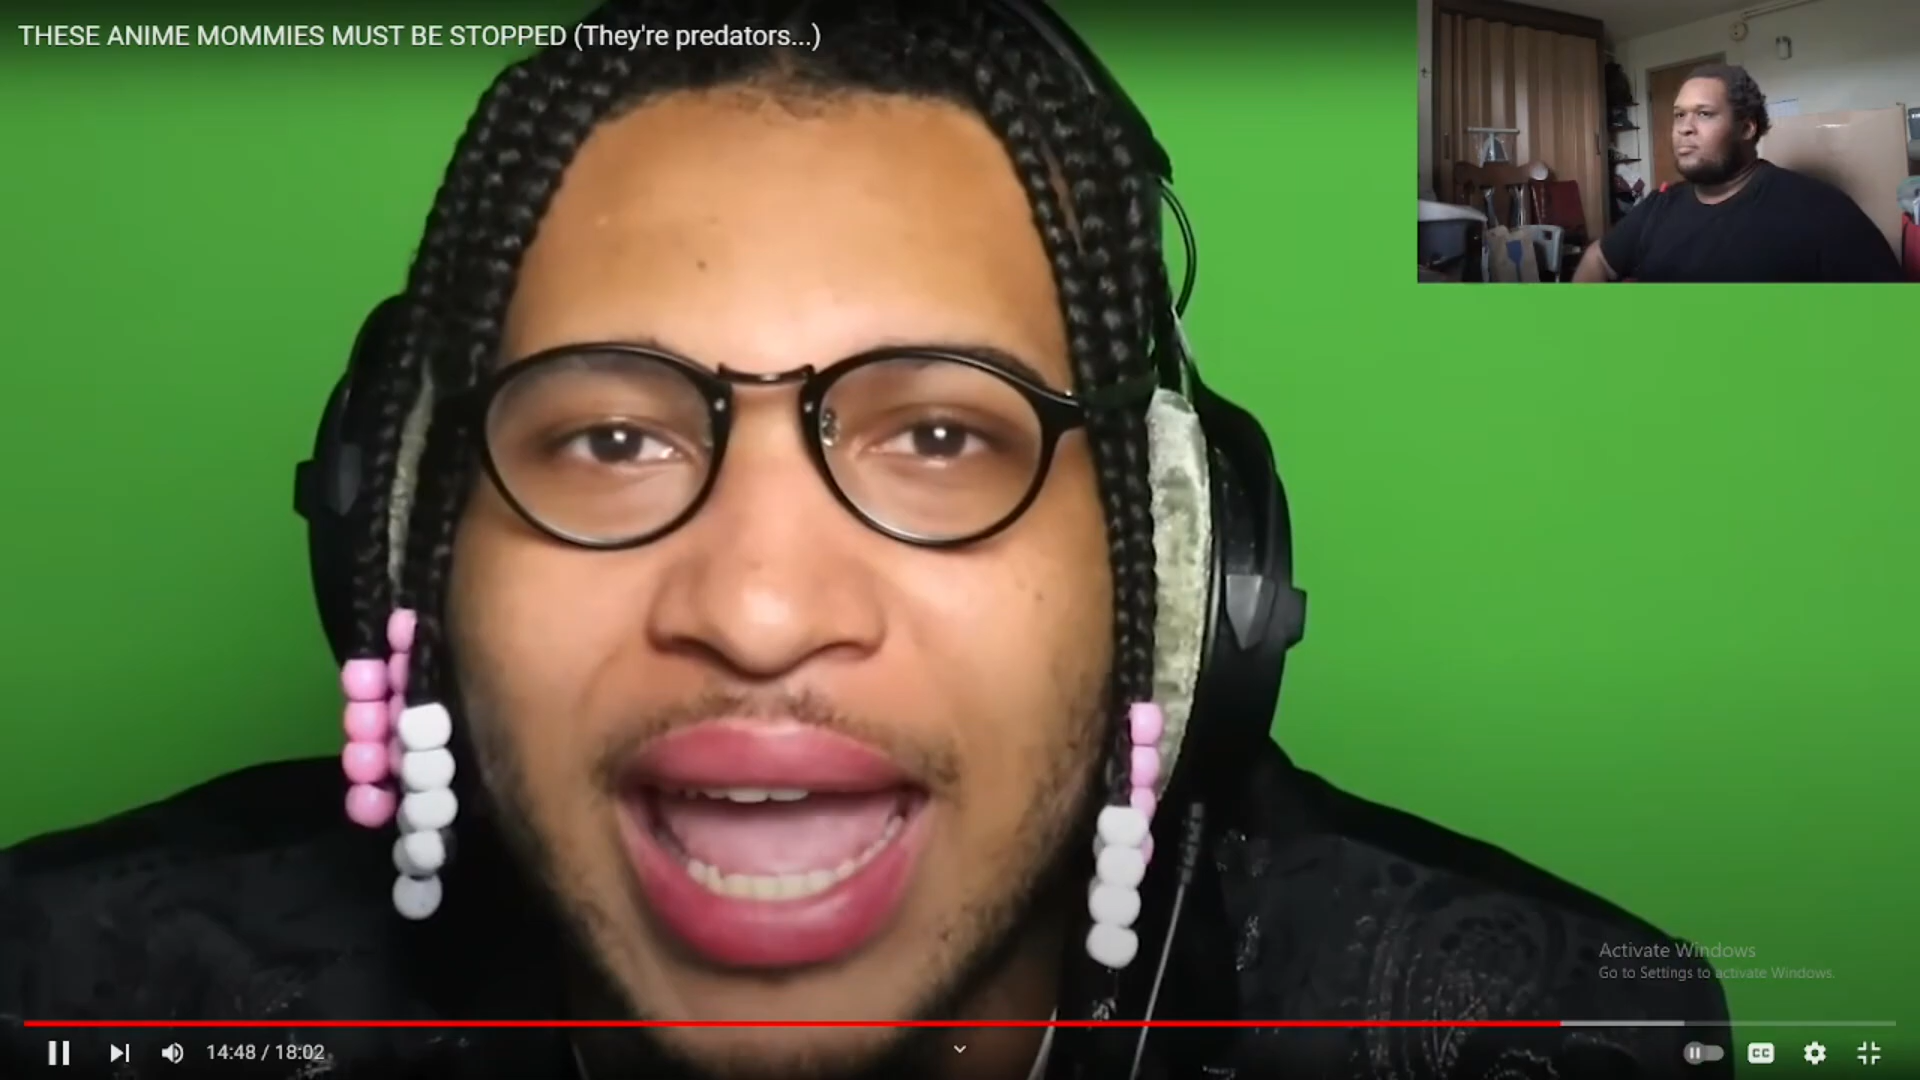 THESE ANIME MOMMIES MUST BE STOPPED (They're predators...)
Activate Windows
Go to Settings to activate Windows.
14:48 / 18:02
CC